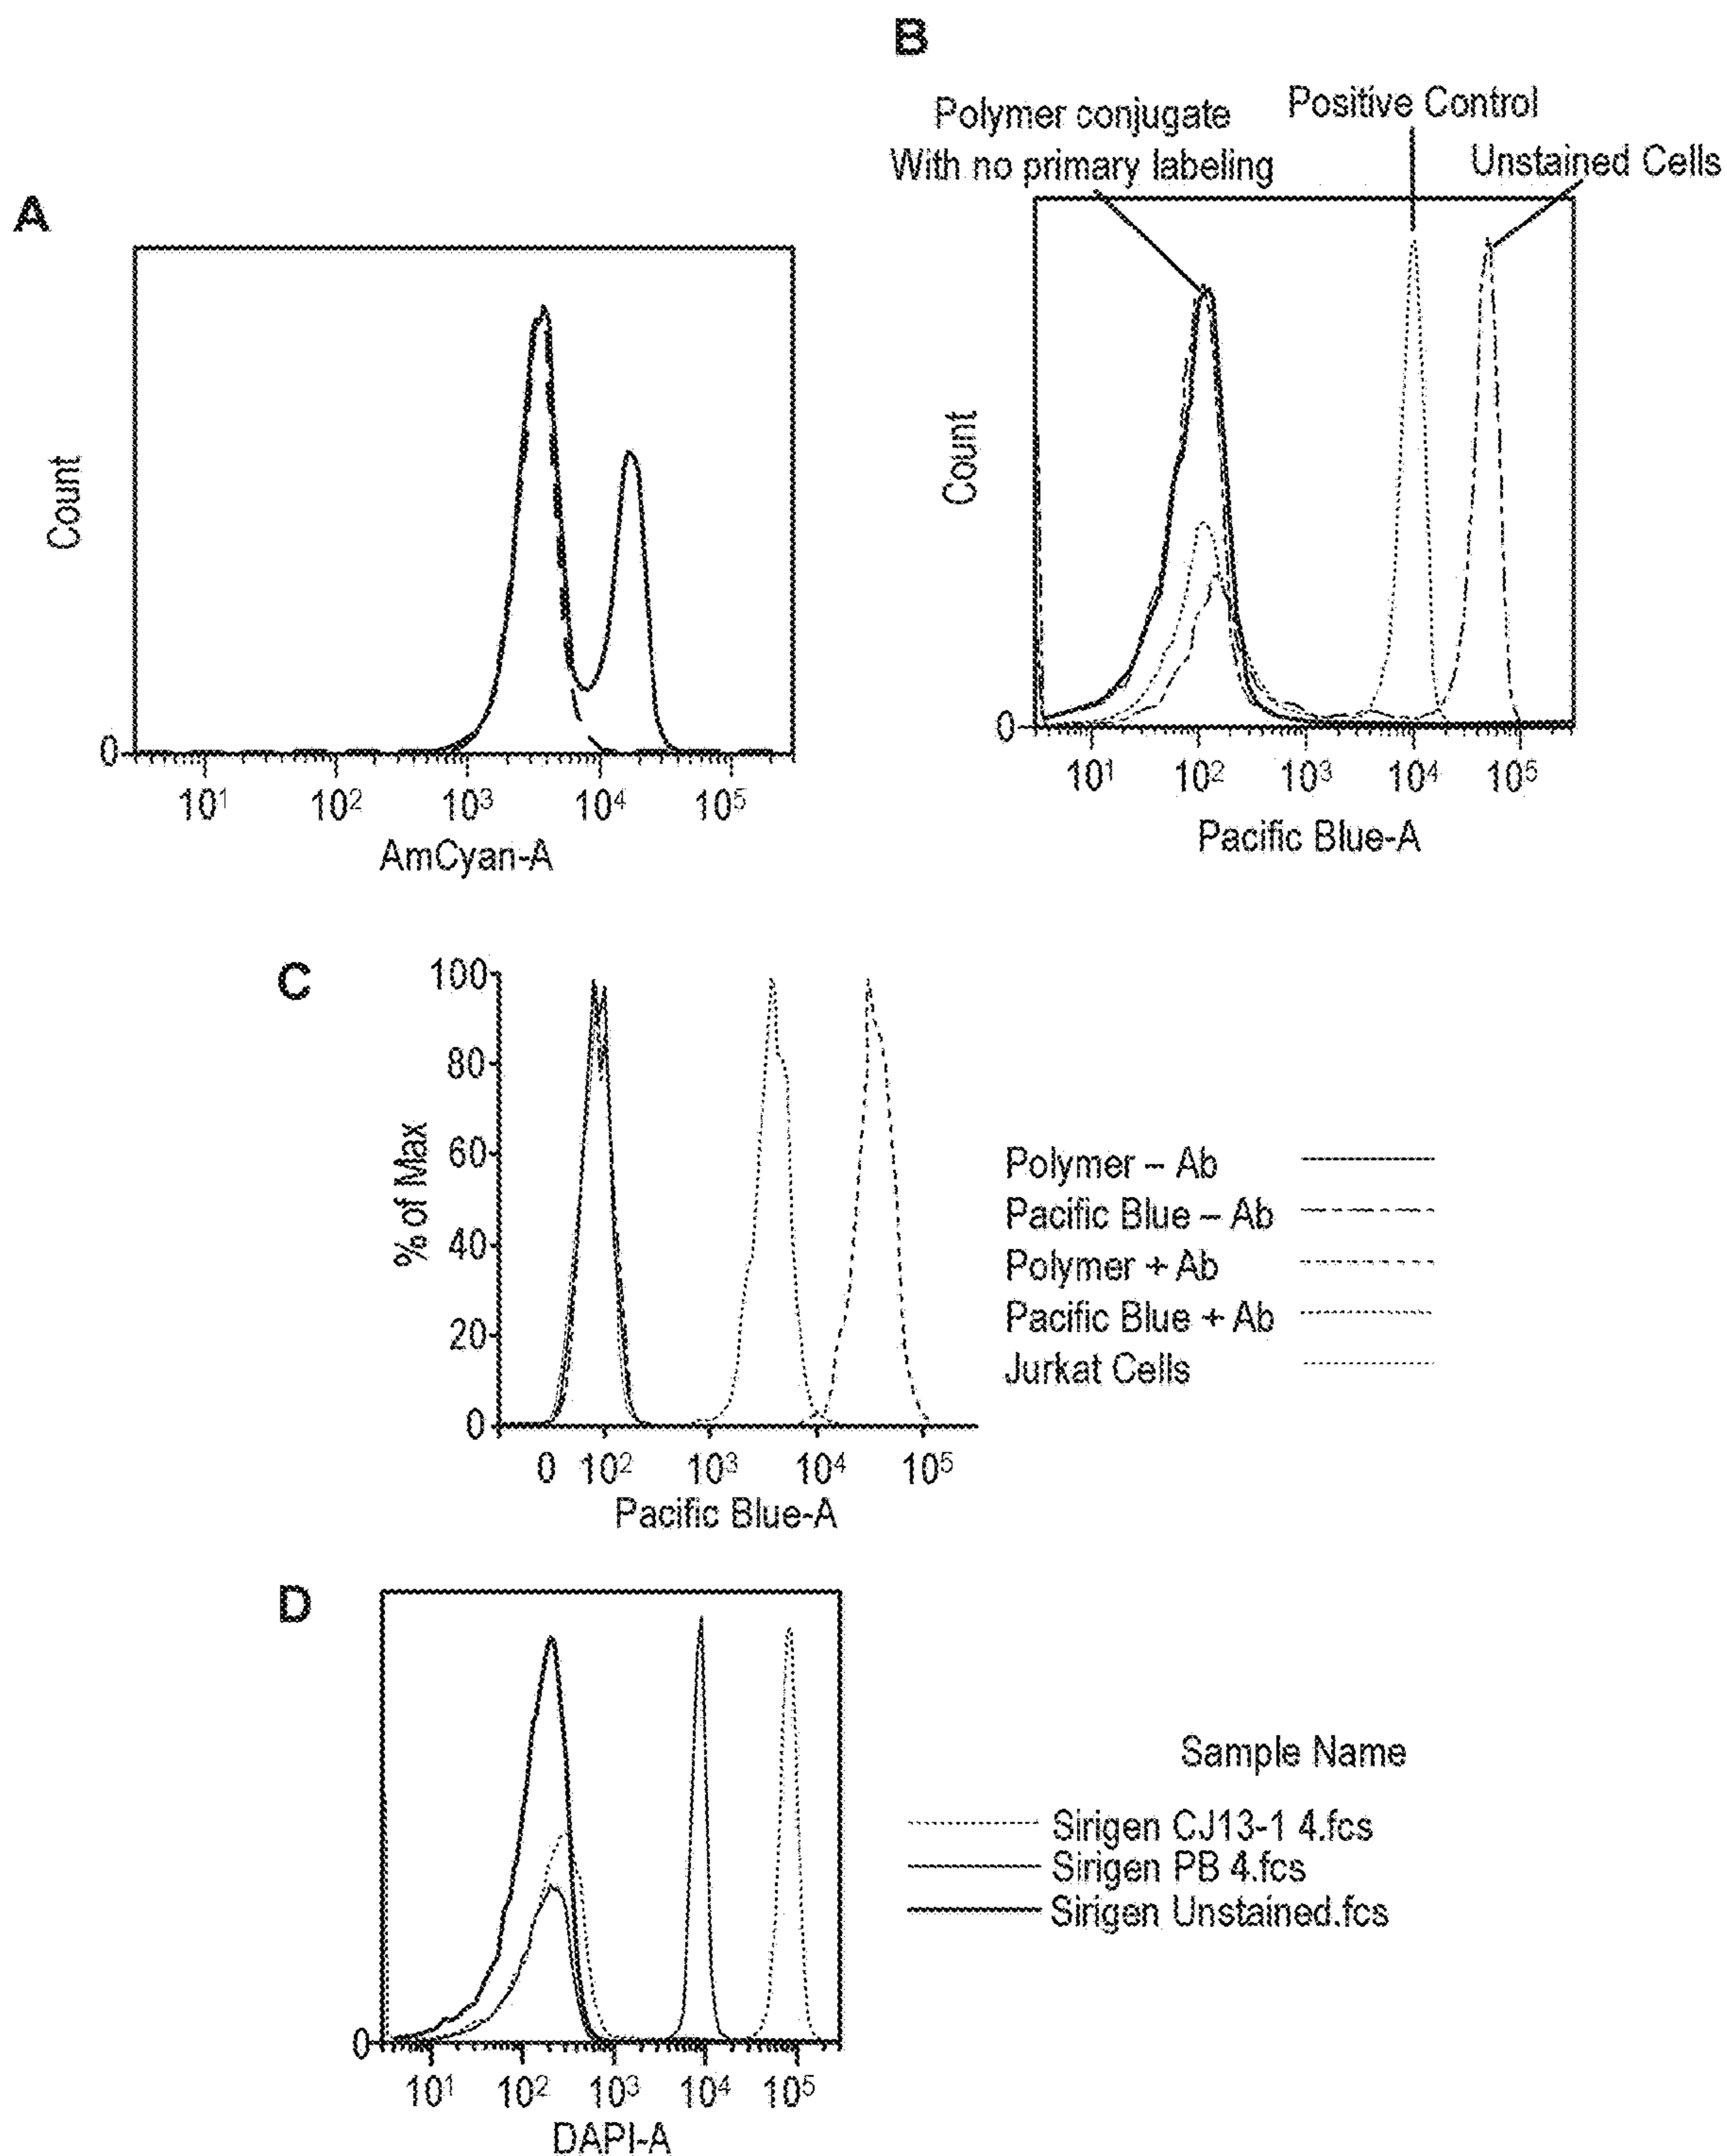 A
Count
0
10¹ 10² 10³ 10⁴ 10⁵
AmCyan-A
B
Polymer conjugate
With no primary labeling
Positive Control
Unstained Cells
Count
0
10¹ 10² 10³ 10⁴ 10⁵
Pacific Blue-A
C
% of Max
100
80
60
40
20
0
0 10² 10³ 10⁴ 10⁵
Pacific Blue-A
Polymer – Ab
Pacific Blue – Ab
Polymer + Ab
Pacific Blue + Ab
Jurkat Cells
D
0
10¹ 10² 10³ 10⁴ 10⁵
DAPI-A
Sample Name
Sirigen CJ13-1 4.fcs
Sirigen PB 4.fcs
Sirigen Unstained.fcs